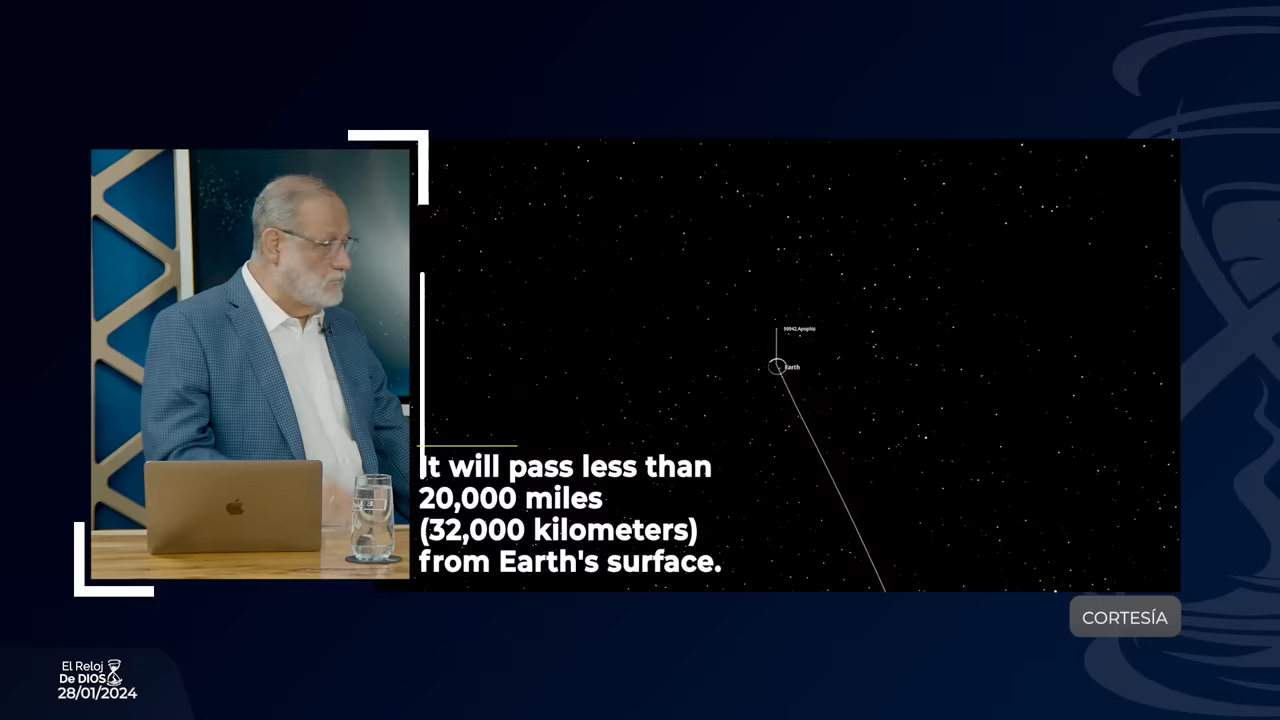 99942 Apophis
Earth
It will pass less than
20,000 miles
(32,000 kilometers)
from Earth's surface.
CORTESÍA
El Reloj
De DIOS
28/01/2024